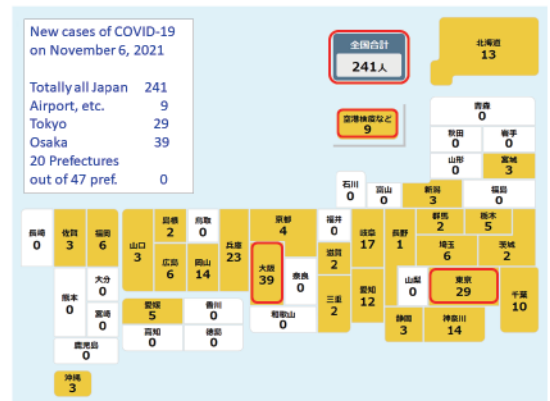 New cases of COVID-19
on November 6, 2021
Totally all Japan 241
Airport, etc. 9
Tokyo 29
Osaka 39
20 Prefectures
out of 47 pref. 0
全国合計
241人
空港検疫など
9
北海道
13
青森
0
秋田
0
岩手
0
山形
0
宮城
3
石川
0
富山
0
新潟
3
福島
0
長崎
0
佐賀
3
福岡
6
山口
3
島根
2
鳥取
0
兵庫
23
京都
4
福井
0
岐阜
17
長野
1
群馬
2
栃木
5
広島
6
岡山
14
大阪
39
奈良
0
滋賀
2
埼玉
6
茨城
2
熊本
0
大分
0
宮崎
0
愛媛
5
香川
0
和歌山
0
三重
2
愛知
12
山梨
0
東京
29
千葉
10
高知
0
徳島
0
静岡
3
神奈川
14
鹿児島
0
沖縄
3